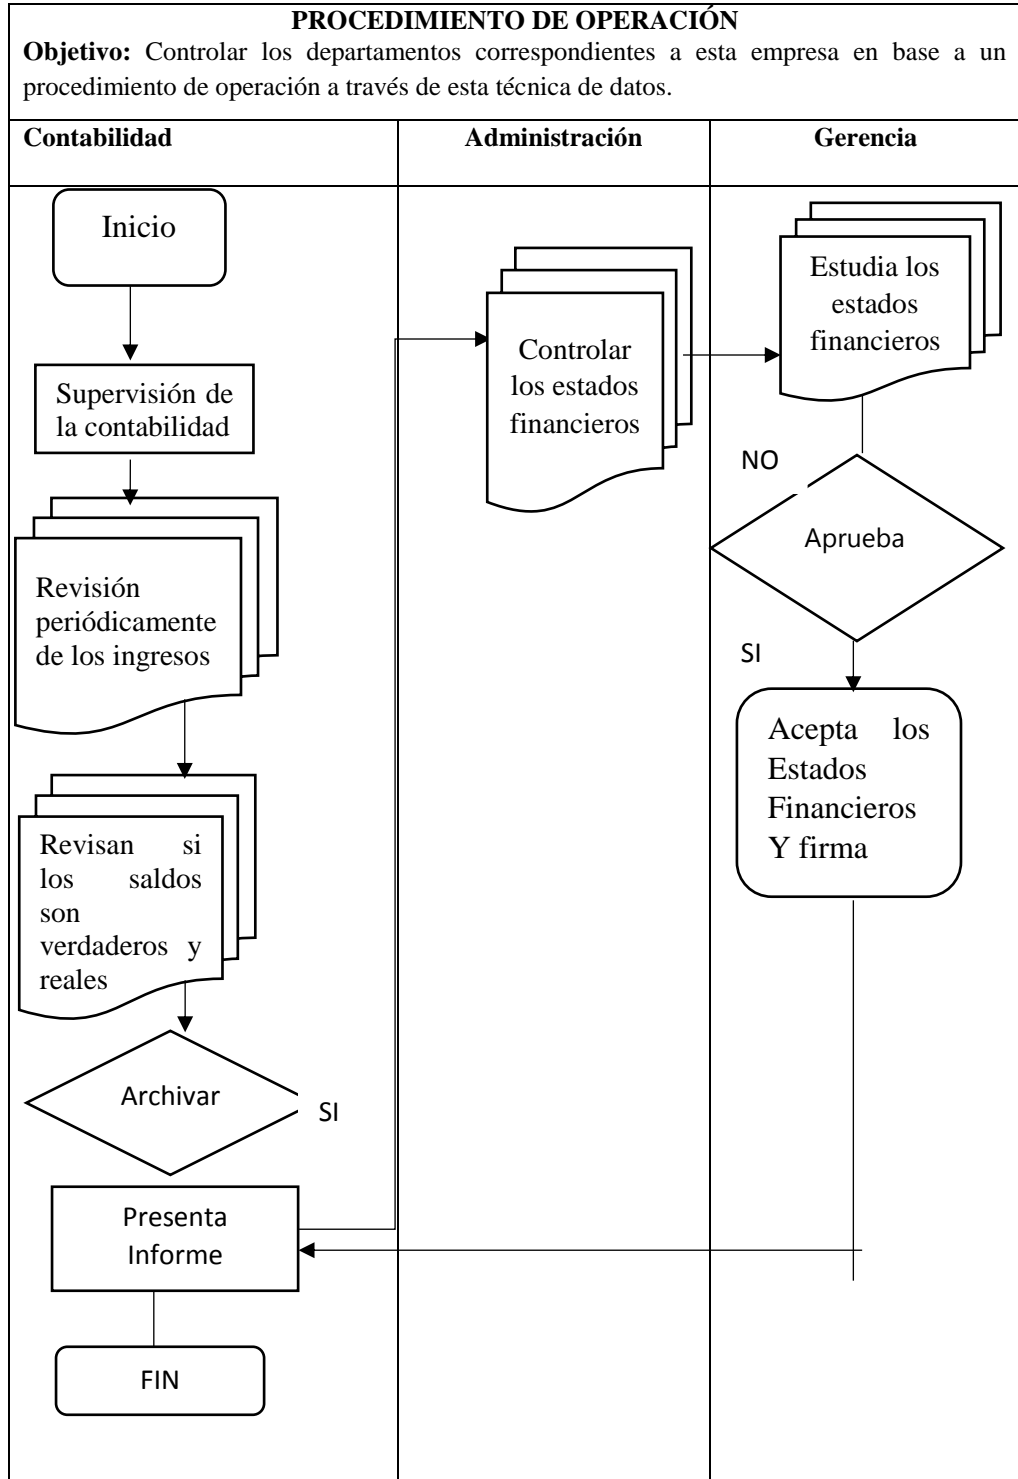 PROCEDIMIENTO DE OPERACIÓN
Objetivo: Controlar los departamentos correspondientes a esta empresa en base a un
procedimiento de operación a través de esta técnica de datos.
Contabilidad
Administración
Gerencia
Inicio
Supervisión de
la contabilidad
Revisión
periódicamente
de los ingresos
Revisan si
los saldos
son
verdaderos y
reales
Archivar
SI
Presenta
Informe
FIN
Controlar
los estados
financieros
Estudia los
estados
financieros
NO
Aprueba
SI
Acepta los
Estados
Financieros
Y firma